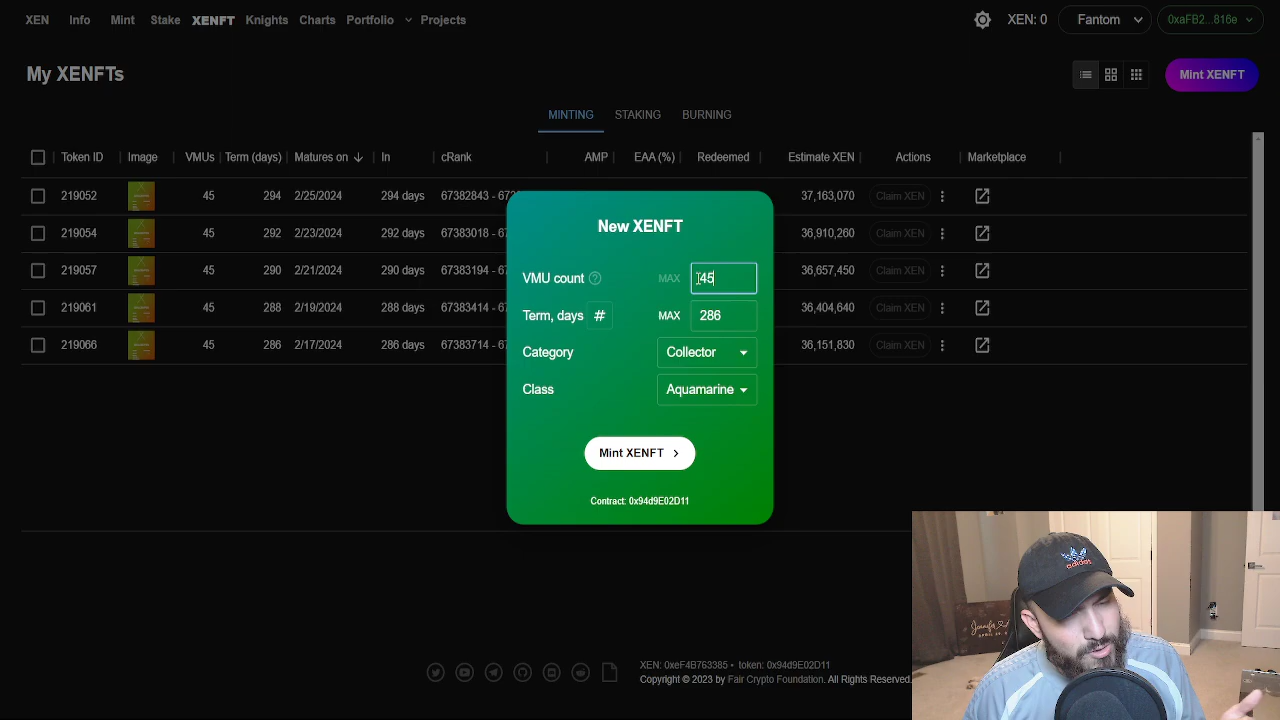 XEN Info Mint Stake XENFT Knights Charts Portfolio Projects XEN: 0 Fantom 0xaFB2...816e
My XENFTs Mint XENFT
MINTING STAKING BURNING
Token ID Image VMUs Term (days) Matures on In cRank AMP EAA (%) Redeemed Estimate XEN Actions Marketplace
219052 45 294 2/25/2024 294 days 67382843 - 67 37,163,070 Claim XEN
219054 45 292 2/23/2024 292 days 67383018 - 67 36,910,260 Claim XEN
219057 45 290 2/21/2024 290 days 67383194 - 67 36,657,450 Claim XEN
219061 45 288 2/19/2024 288 days 67383414 - 67 36,404,640 Claim XEN
219066 45 286 2/17/2024 286 days 67383714 - 67 36,151,830 Claim XEN
New XENFT
VMU count ? MAX 45
Term, days # MAX 286
Category Collector
Class Aquamarine
Mint XENFT >
Contract: 0x94d9E02D11
adidas
XEN: 0xeF4B763385 • token: 0x94d9E02D11
Copyright © 2023 by Fair Crypto Foundation. All Rights Reserved.